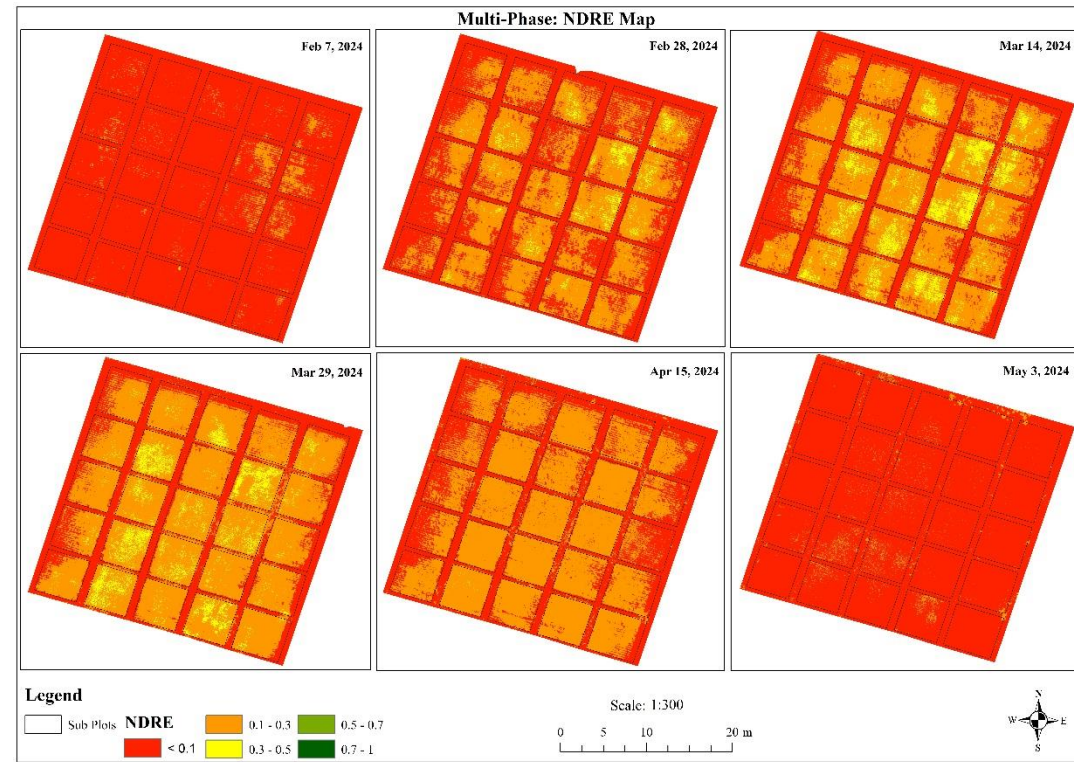 Multi-Phase: NDRE Map
Feb 7, 2024
Feb 28, 2024
Mar 14, 2024
Mar 29, 2024
Apr 15, 2024
May 3, 2024
Legend
Sub Plots
NDRE
< 0.1
0.1 - 0.3
0.3 - 0.5
0.5 - 0.7
0.7 - 1
Scale: 1:300
0 5 10 20 m
N
W E
S